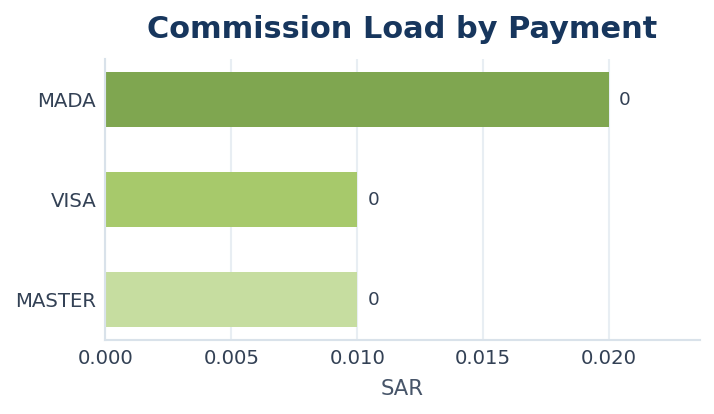 Commission Load by Payment
MADA 0
VISA 0
MASTER 0
0.000 0.005 0.010 0.015 0.020
SAR